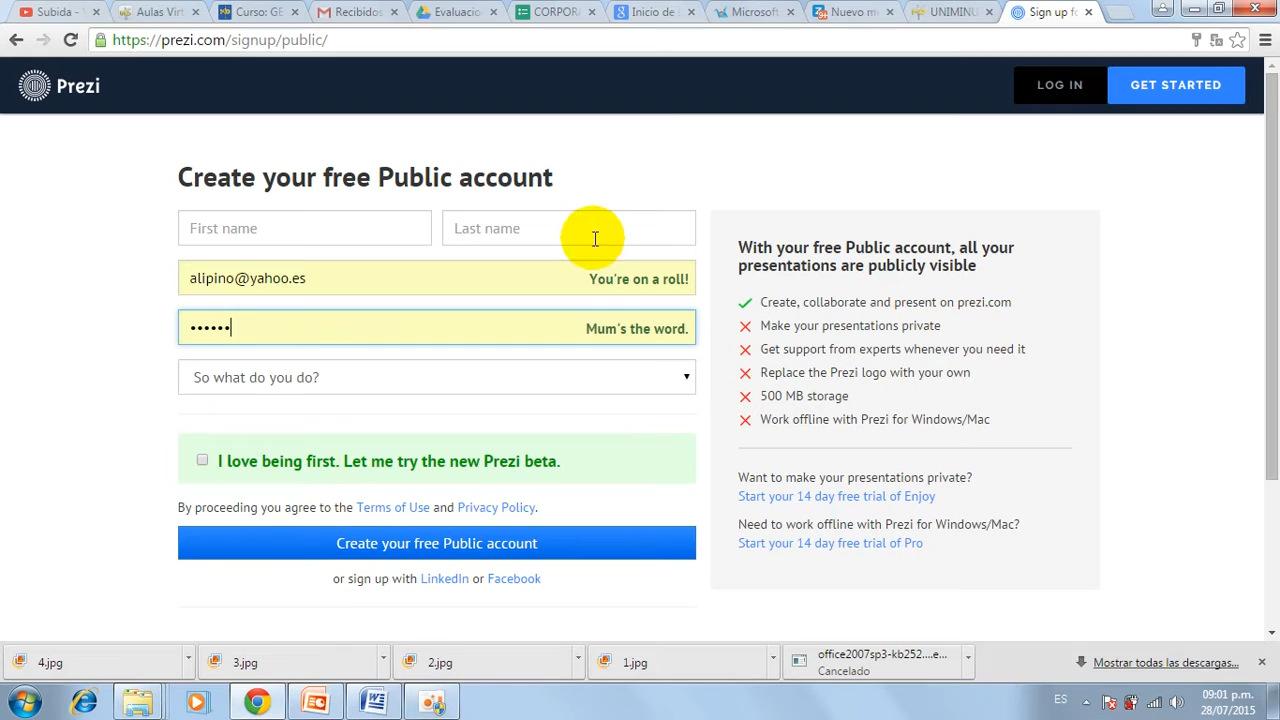 Subida -
Aulas Virt
Curso: GE
Recibidos
Evaluacio
CORPORA
Inicio de
Microsoft
Nuevo m
UNIMINU
Sign up fo
https://prezi.com/signup/public/
Prezi
LOG IN
GET STARTED
Create your free Public account
First name
Last name
alipino@yahoo.es
You're on a roll!
••••••
Mum's the word.
So what do you do?
I love being first. Let me try the new Prezi beta.
By proceeding you agree to the Terms of Use and Privacy Policy.
Create your free Public account
or sign up with LinkedIn or Facebook
With your free Public account, all your
presentations are publicly visible
Create, collaborate and present on prezi.com
Make your presentations private
Get support from experts whenever you need it
Replace the Prezi logo with your own
500 MB storage
Work offline with Prezi for Windows/Mac
Want to make your presentations private?
Start your 14 day free trial of Enjoy
Need to work offline with Prezi for Windows/Mac?
Start your 14 day free trial of Pro
4.jpg
3.jpg
2.jpg
1.jpg
office2007sp3-kb252....e...
Cancelado
Mostrar todas las descargas...
ES
09:01 p.m.
28/07/2015